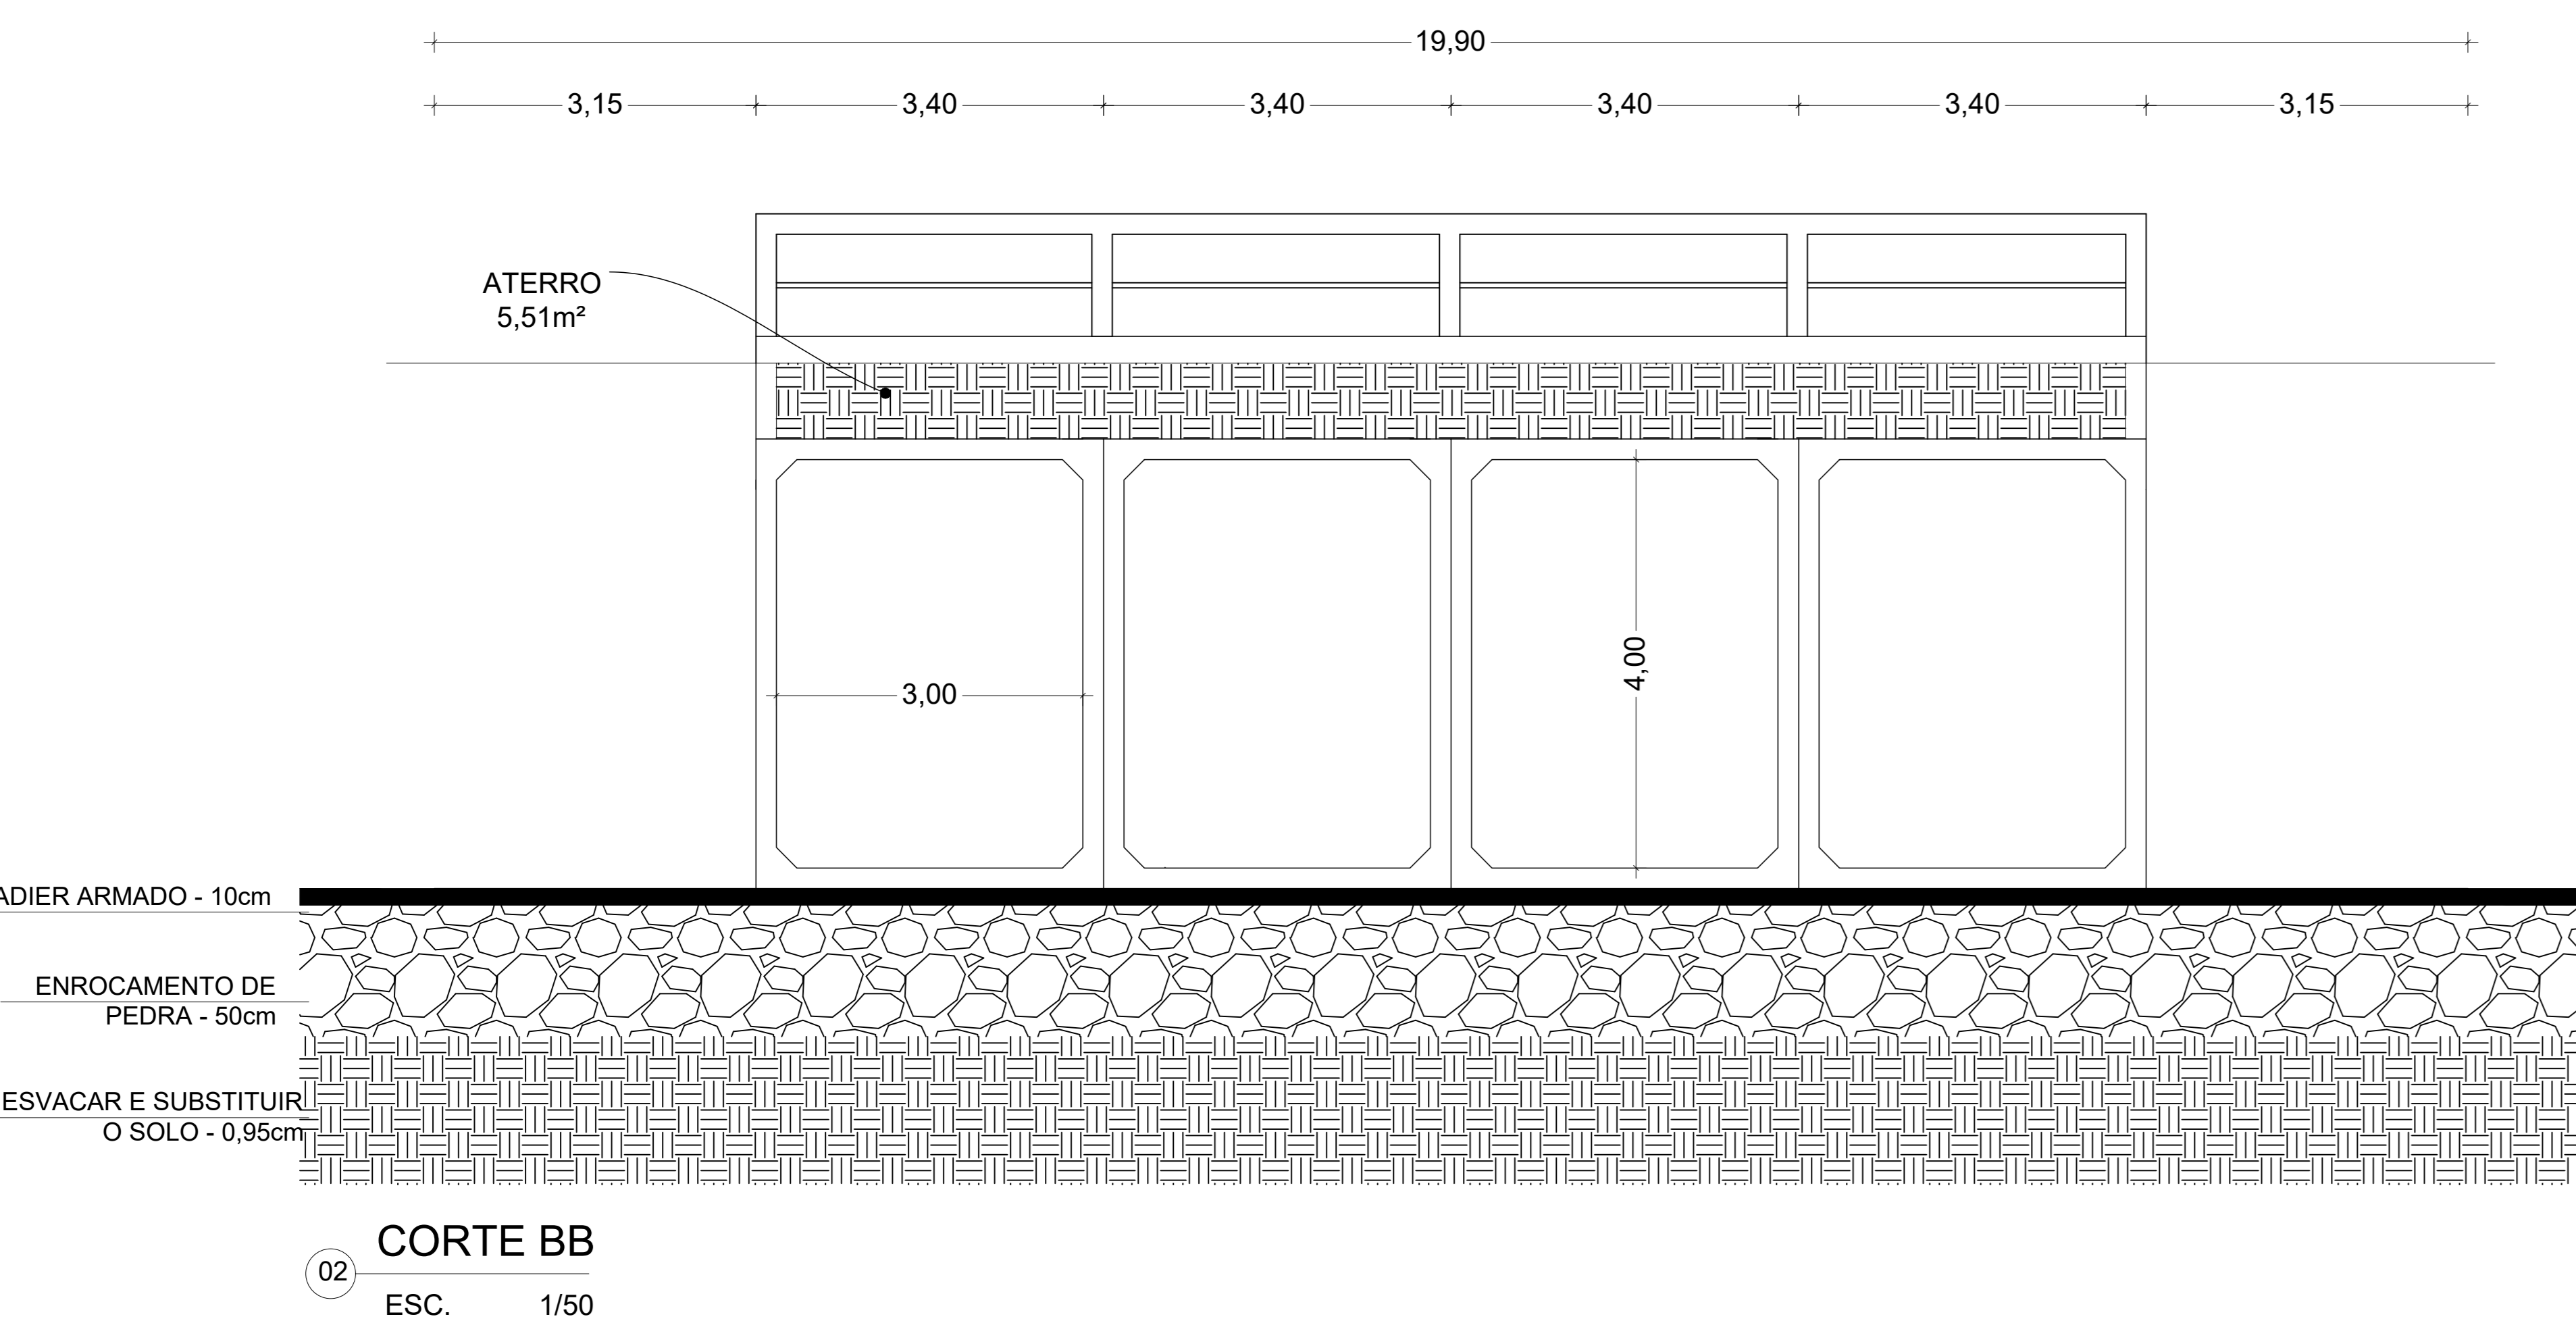 19,90
3,15 3,40 3,40 3,40 3,40 3,15
ATERRO
5,51m²
3,00
4,00
ADIER ARMADO - 10cm
ENROCAMENTO DE
PEDRA - 50cm
ESVACAR E SUBSTITUIR
O SOLO - 0,95cm
CORTE BB
02
ESC. 1/50